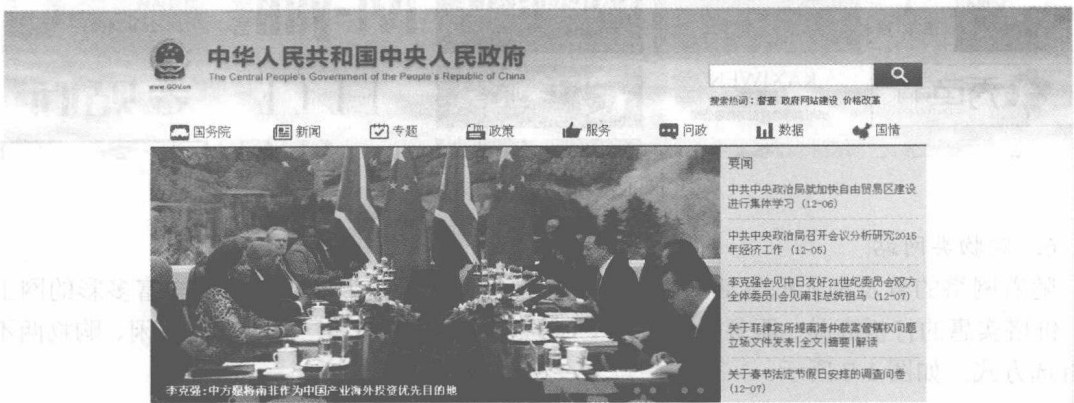 中华人民共和国中央人民政府
The Central People's Government of the People's Republic of China
www.GOV.cn
搜索热词：督查 政府网站建设 价格改革
国务院 新闻 专题 政策 服务 问政 数据 国情
要闻
中共中央政治局就加快自由贸易区建设
进行集体学习 (12-06)
中共中央政治局召开会议分析研究2015
年经济工作 (12-05)
李克强会见中日友好21世纪委员会双方
全体委员|会见南非总统祖马 (12-07)
关于菲律宾所提南海仲裁案管辖权问题
立场文件发表|全文|摘要|解读
关于春节法定节假日安排的调查问卷
(12-07)
李克强：中方愿将南非作为中国产业海外投资优先目的地